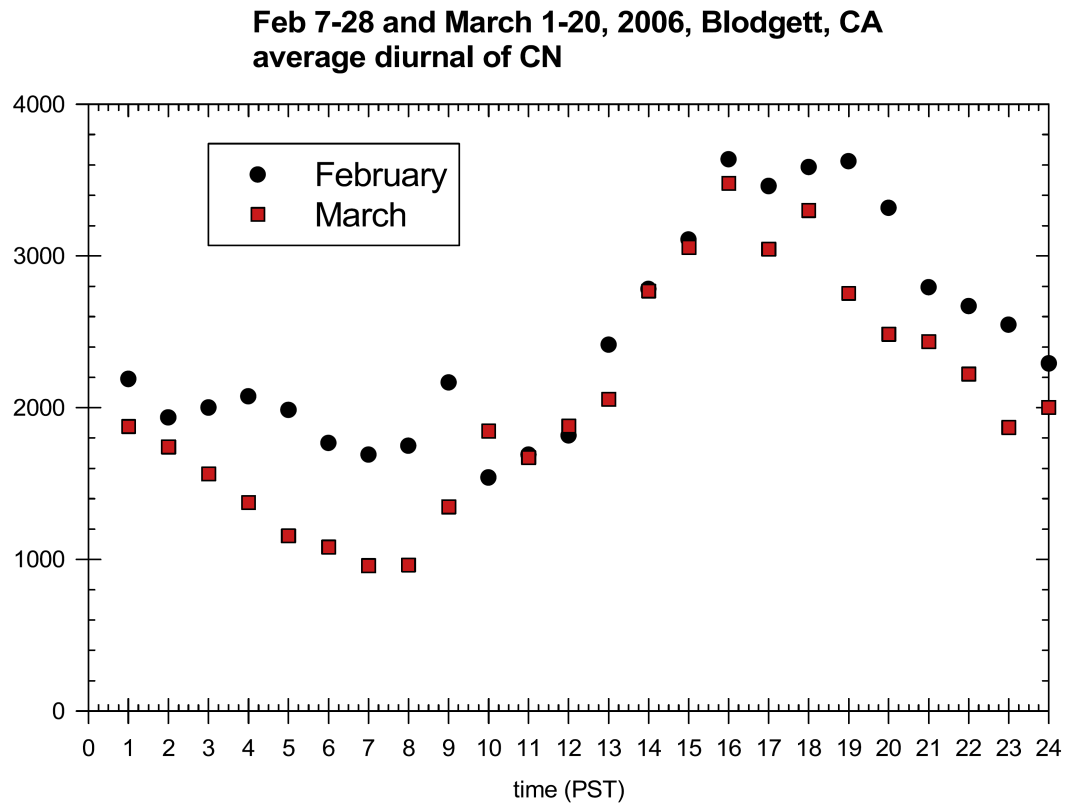 Feb 7-28 and March 1-20, 2006, Blodgett, CA
average diurnal of CN
4000
3000
2000
1000
0
February
March
0 1 2 3 4 5 6 7 8 9 10 11 12 13 14 15 16 17 18 19 20 21 22 23 24
time (PST)